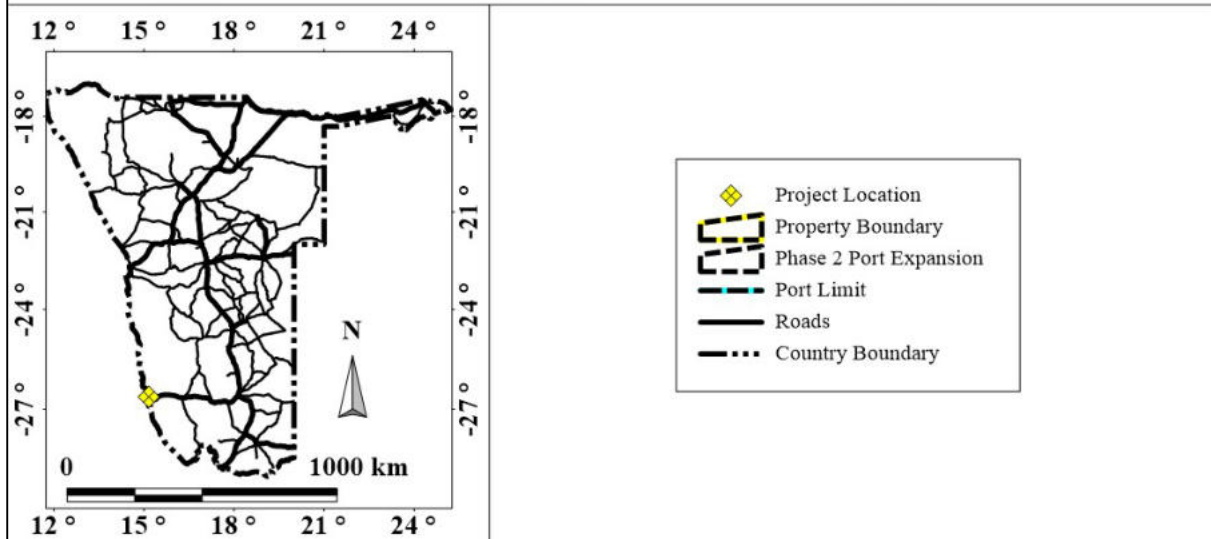 12 ° 15 ° 18 ° 21 ° 24 °
-18 ° -18 °
-21 ° -21 °
-24 ° -24 °
-27 ° -27 °
N
0 1000 km
12 ° 15 ° 18 ° 21 ° 24 °
Project Location
Property Boundary
Phase 2 Port Expansion
Port Limit
Roads
Country Boundary